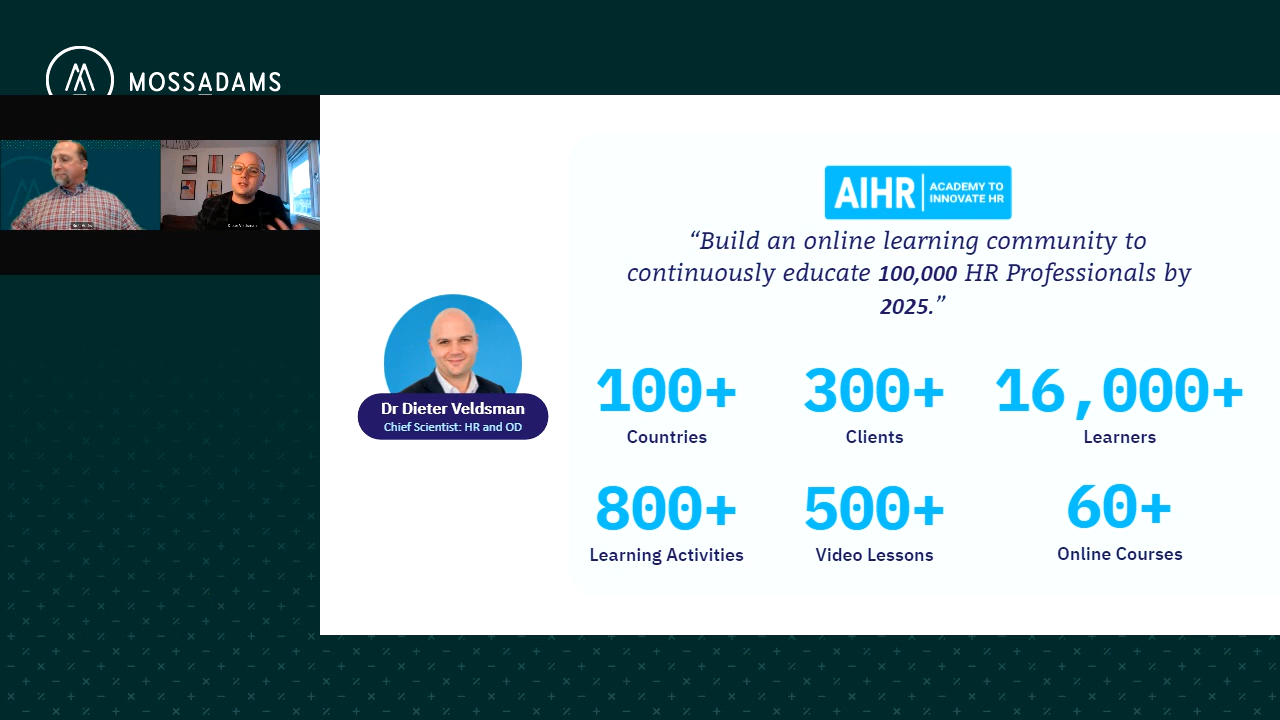 MOSSADAMS
AIHR
ACADEMY TO
INNOVATE HR
“Build an online learning community to
continuously educate 100,000 HR Professionals by
2025.”
Dr Dieter Veldsman
Chief Scientist: HR and OD
100+
Countries
300+
Clients
16,000+
Learners
800+
Learning Activities
500+
Video Lessons
60+
Online Courses